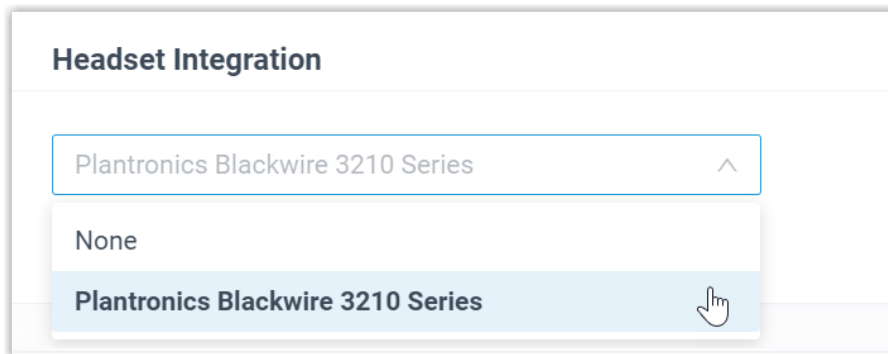 Headset Integration
Plantronics Blackwire 3210 Series
None
Plantronics Blackwire 3210 Series